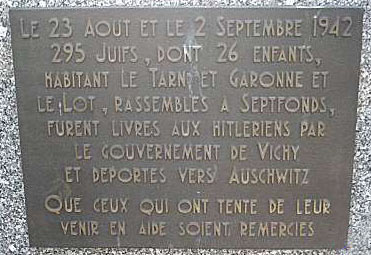 Le 23 Aout et le 2 Septembre 1942
295 Juifs, dont 26 enfants,
habitant Le Tarn et Garonne et
le Lot, rassembles a Septfonds,
furent livres aux hitleriens par
le gouvernement de Vichy
et deportes vers Auschwitz
Que ceux qui ont tente de leur
venir en aide soient remercies